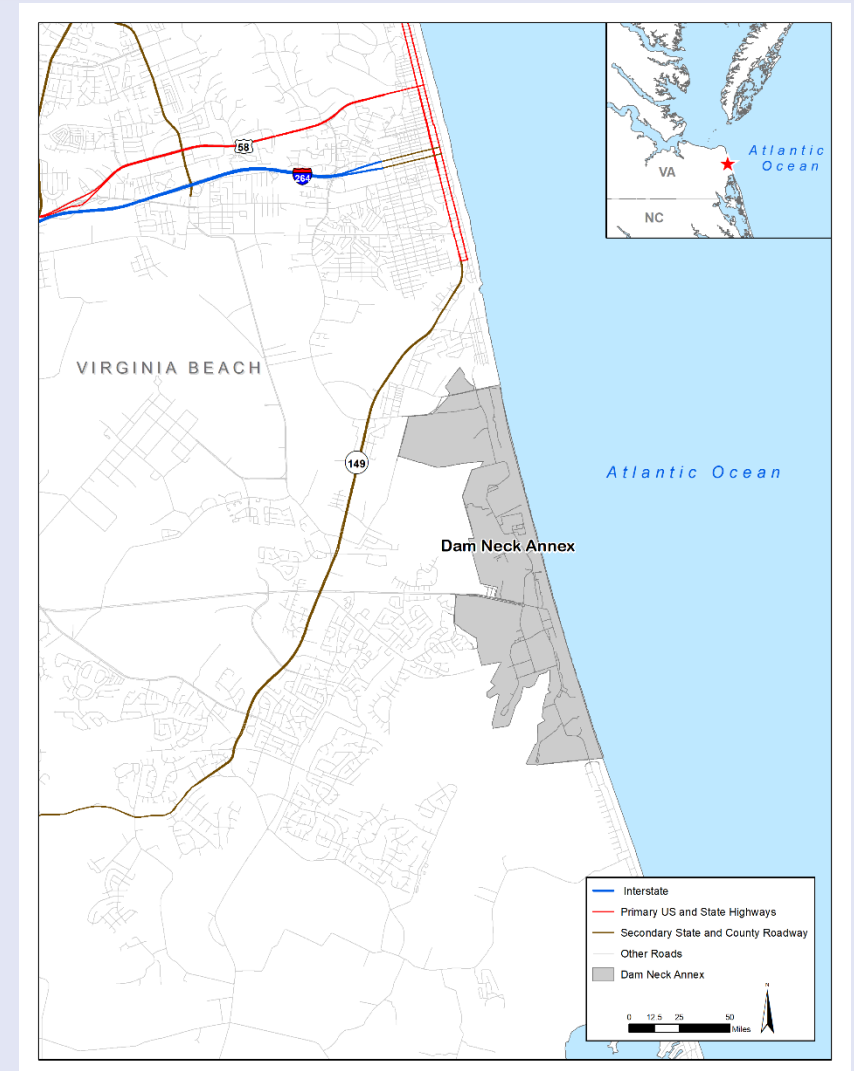 Atlantic
Ocean
VA
NC
58
264
VIRGINIA BEACH
149
Atlantic Ocean
Dam Neck Annex
Interstate
Primary US and State Highways
Secondary State and County Roadway
Other Roads
Dam Neck Annex
N
0 12.5 25 50
Miles